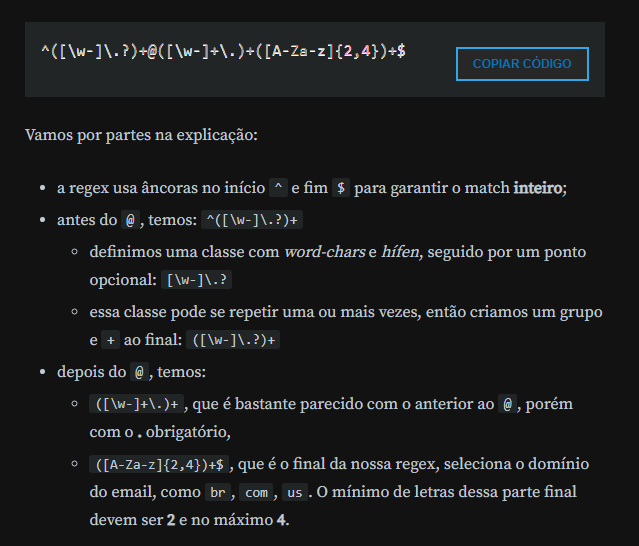 ^([\w-]\.?)+@([\w-]+\.)+([A-Za-z]{2,4})+$
COPIAR CÓDIGO
Vamos por partes na explicação:
• a regex usa âncoras no início ^ e fim $ para garantir o match inteiro;
• antes do @, temos: ^([\w-]\.?)+
◦ definimos uma classe com word-chars e hífen, seguido por um ponto
opcional: [\w-]\.?
◦ essa classe pode se repetir uma ou mais vezes, então criamos um grupo
e + ao final: ([\w-]\.?)+
• depois do @, temos:
◦ ([\w-]+\.)+, que é bastante parecido com o anterior ao @, porém
com o . obrigatório,
◦ ([A-Za-z]{2,4})+$, que é o final da nossa regex, seleciona o domínio
do email, como br, com, us. O mínimo de letras dessa parte final
devem ser 2 e no máximo 4.